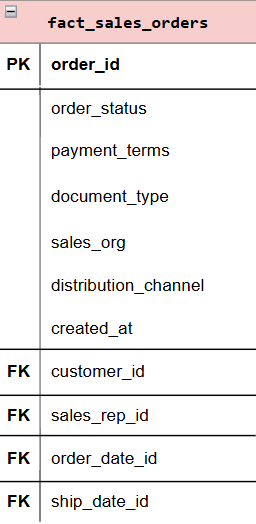 fact_sales_orders
PK order_id
order_status
payment_terms
document_type
sales_org
distribution_channel
created_at
FK customer_id
FK sales_rep_id
FK order_date_id
FK ship_date_id